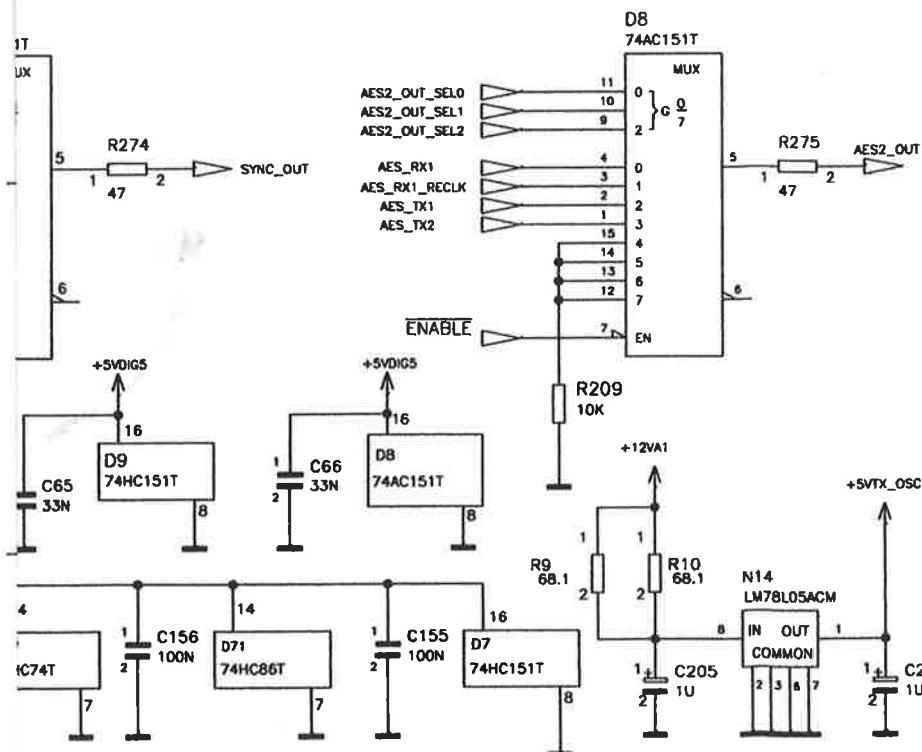 1T
UX
5
R274
1
2
47
SYNC_OUT
6
D8
74AC151T
MUX
AES2_OUT_SEL0
11
0
AES2_OUT_SEL1
10
G 0
7
AES2_OUT_SEL2
9
2
AES_RX1
4
0
AES_RX1_RECLK
3
1
AES_TX1
2
2
AES_TX2
1
3
15
4
14
5
13
6
12
7
ENABLE
7
EN
5
R275
1
2
47
AES2_OUT
6
R209
10K
+5VDIG5
16
D9
74HC151T
8
C65
33N
+5VDIG5
16
1
C66
2
33N
D8
74AC151T
8
+12VA1
1
1
R9
68.1
2
R10
68.1
2
+5VTX_OSC
N14
LM78L05ACM
8
IN
OUT
1
COMMON
2
3
6
7
1
+
C205
2
1U
1
+
C2
2
1U
4
HC74T
7
1
C156
2
100N
14
D71
74HC86T
7
1
C155
2
100N
16
D7
74HC151T
8